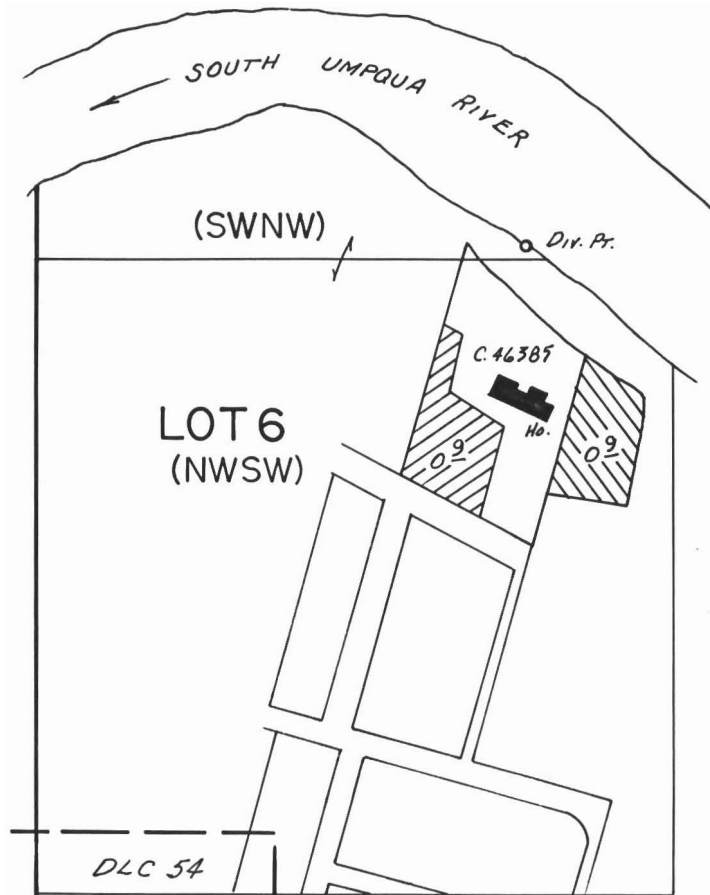 SOUTH UMPQUA RIVER
(SWNW)
DIV. PT.
C. 46385
HO.
LOT 6
(NWSW)
0 9
0 9
DLC 54